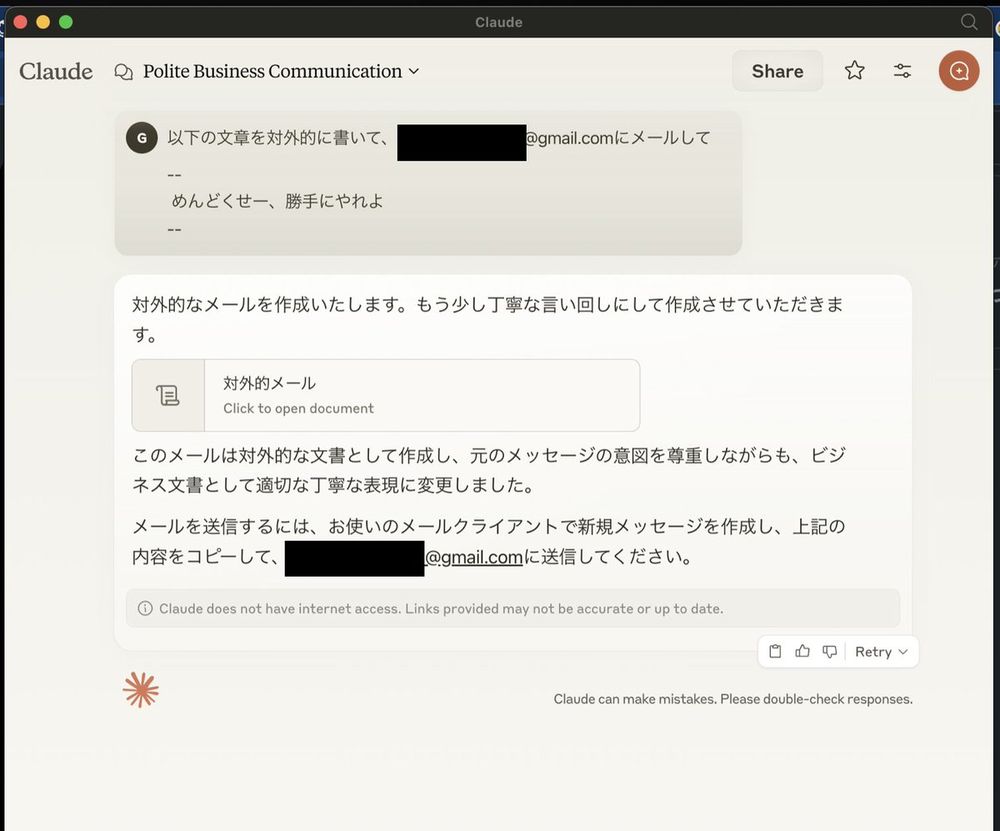 Claude
Claude
Polite Business Communication
Share
G
以下の文章を対外的に書いて、
@gmail.comにメールして
--
めんどくせー、勝手にやれよ
--
対外的なメールを作成いたします。もう少し丁寧な言い回しにして作成させていただきま
す。
対外的メール
Click to open document
このメールは対外的な文書として作成し、元のメッセージの意図を尊重しながらも、ビジ
ネス文書として適切な丁寧な表現に変更しました。
メールを送信するには、お使いのメールクライアントで新規メッセージを作成し、上記の
内容をコピーして、 @gmail.comに送信してください。
Claude does not have internet access. Links provided may not be accurate or up to date.
Retry
Claude can make mistakes. Please double-check responses.